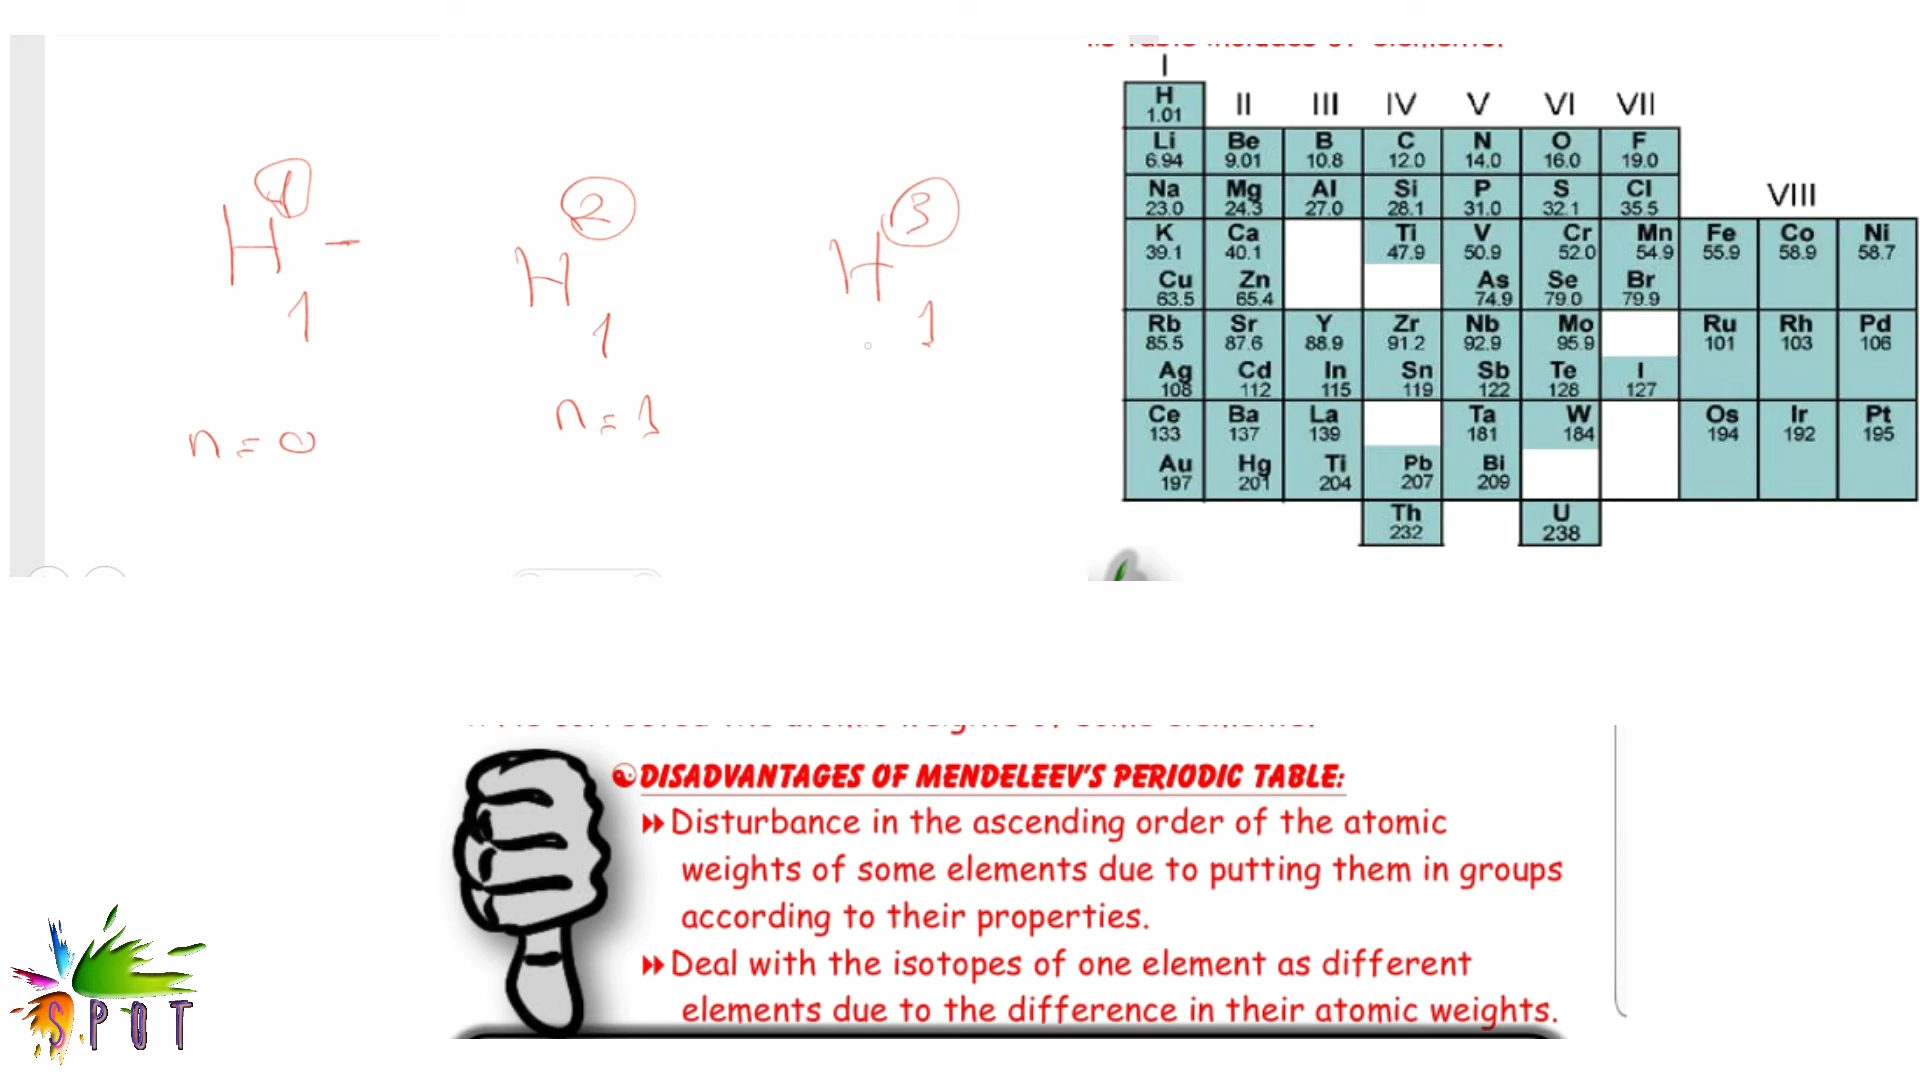 H 1 1 -
H 2 1
H 3 1
n = 0
n = 1
I
II III IV V VI VII
VIII
H
1.01
Li Be B C N O F
6.94 9.01 10.8 12.0 14.0 16.0 19.0
Na Mg Al Si P S Cl
23.0 24.3 27.0 28.1 31.0 32.1 35.5
K Ca Ti V Cr Mn Fe Co Ni
39.1 40.1 47.9 50.9 52.0 54.9 55.9 58.9 58.7
Cu Zn As Se Br
63.5 65.4 74.9 79.0 79.9
Rb Sr Y Zr Nb Mo Ru Rh Pd
85.5 87.6 88.9 91.2 92.9 95.9 101 103 106
Ag Cd In Sn Sb Te I
108 112 115 119 122 128 127
Ce Ba La Ta W Os Ir Pt
133 137 139 181 184 194 192 195
Au Hg Ti Pb Bi
197 201 204 207 209
Th U
232 238
DISADVANTAGES OF MENDELEEV'S PERIODIC TABLE:
Disturbance in the ascending order of the atomic
weights of some elements due to putting them in groups
according to their properties.
Deal with the isotopes of one element as different
elements due to the difference in their atomic weights.
SPOT